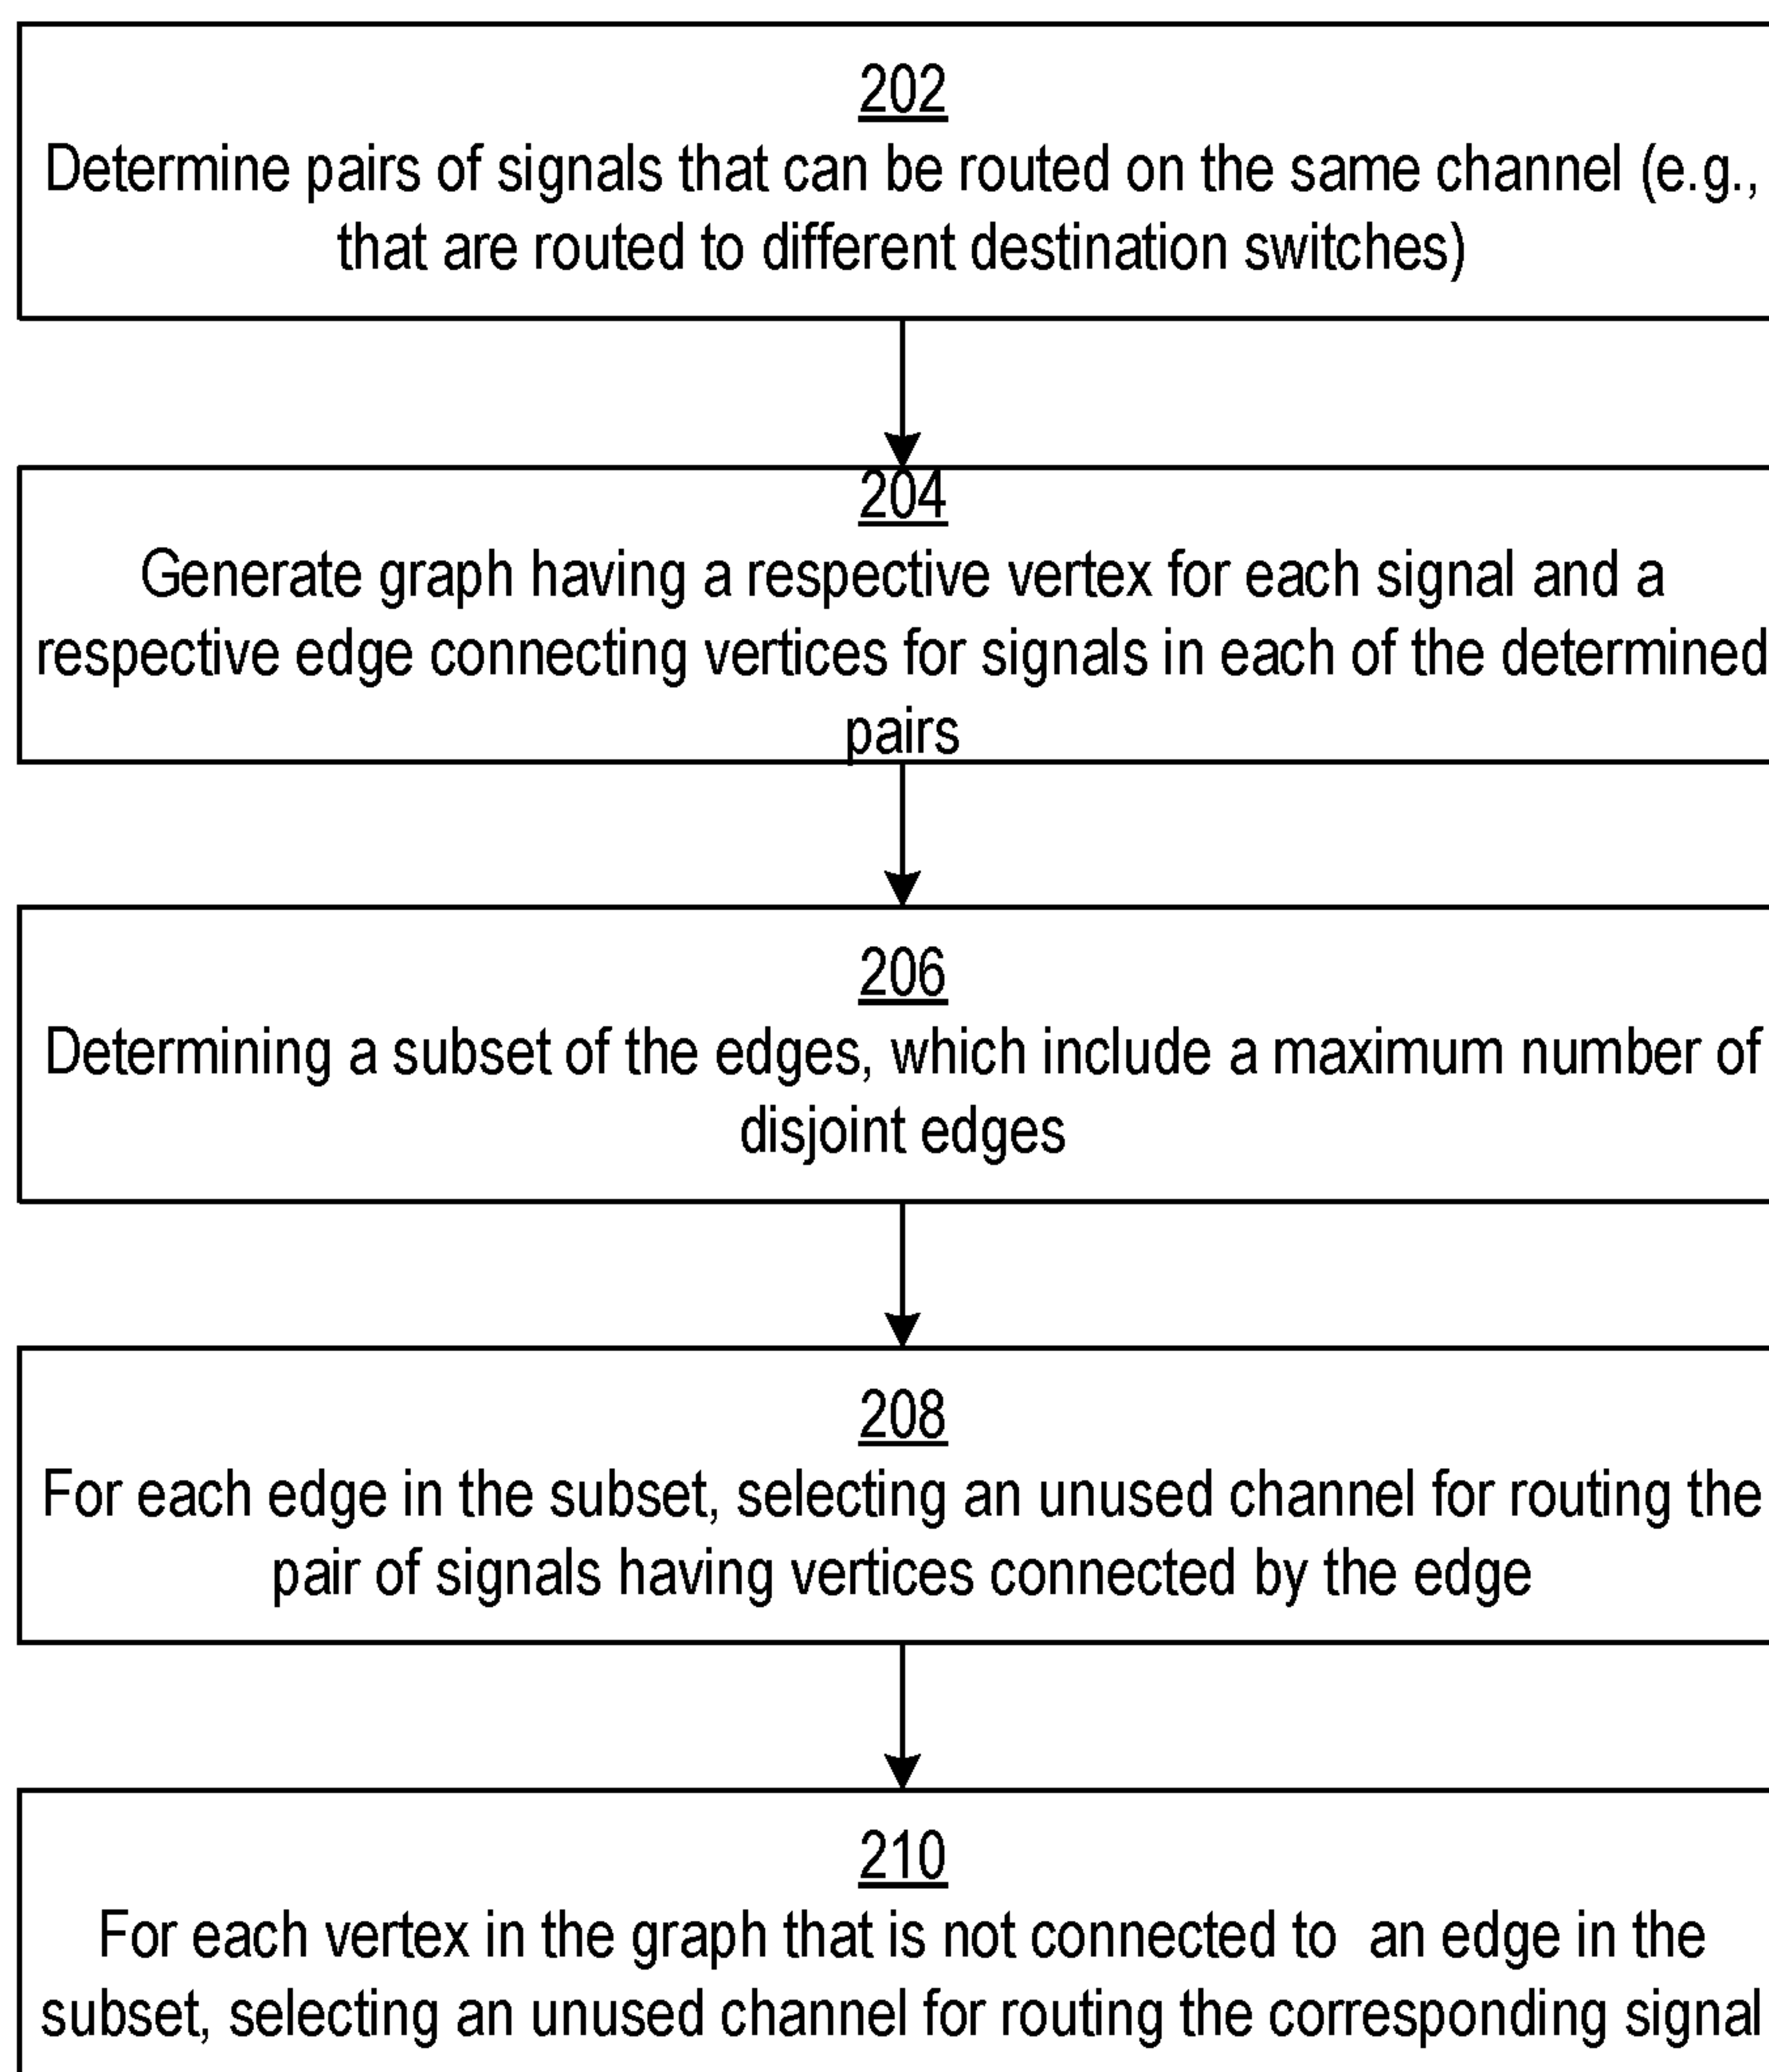 202
Determine pairs of signals that can be routed on the same channel (e.g.,
that are routed to different destination switches)
204
Generate graph having a respective vertex for each signal and a
respective edge connecting vertices for signals in each of the determined
pairs
206
Determining a subset of the edges, which include a maximum number of
disjoint edges
208
For each edge in the subset, selecting an unused channel for routing the
pair of signals having vertices connected by the edge
210
For each vertex in the graph that is not connected to  an edge in the
subset, selecting an unused channel for routing the corresponding signal